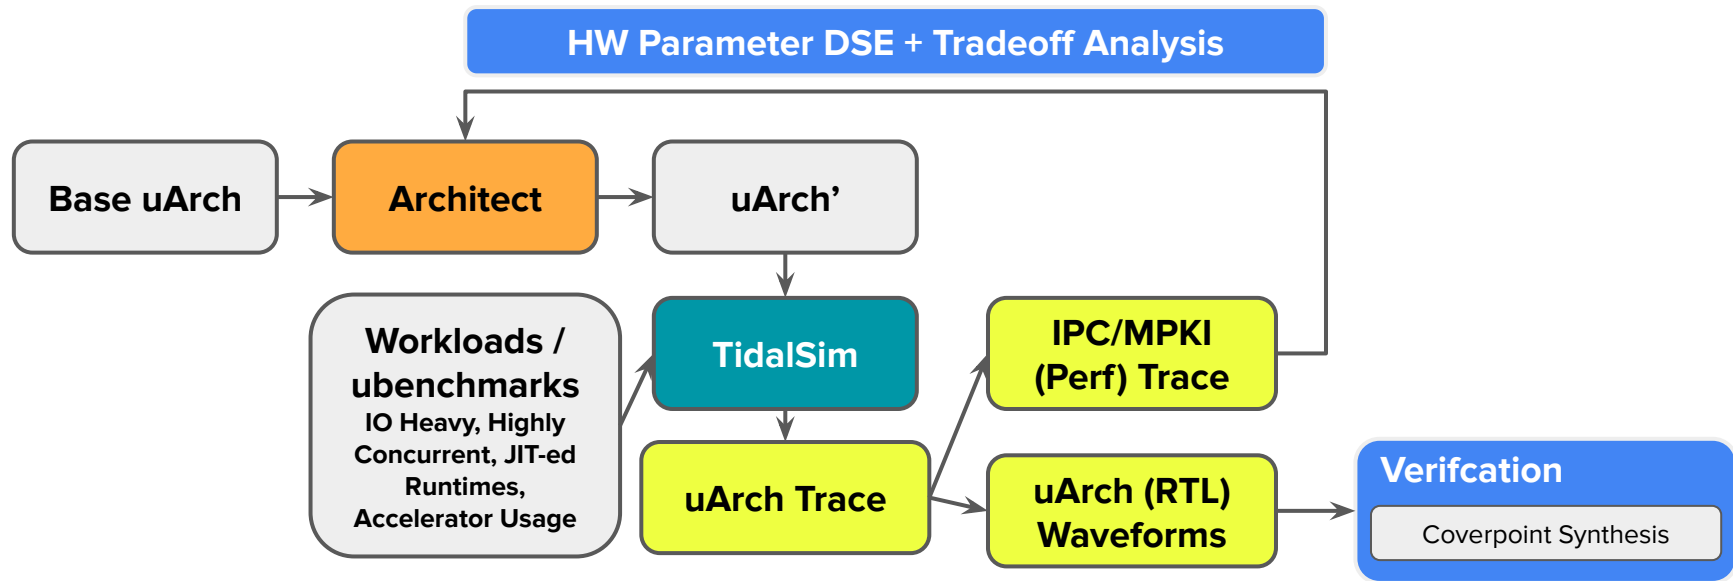 HW Parameter DSE + Tradeoff Analysis
Base uArch
Architect
uArch’
Workloads /
ubenchmarks
IO Heavy, Highly
Concurrent, JIT-ed
Runtimes,
Accelerator Usage
TidalSim
uArch Trace
IPC/MPKI
(Perf) Trace
uArch (RTL)
Waveforms
Verifcation
Coverpoint Synthesis